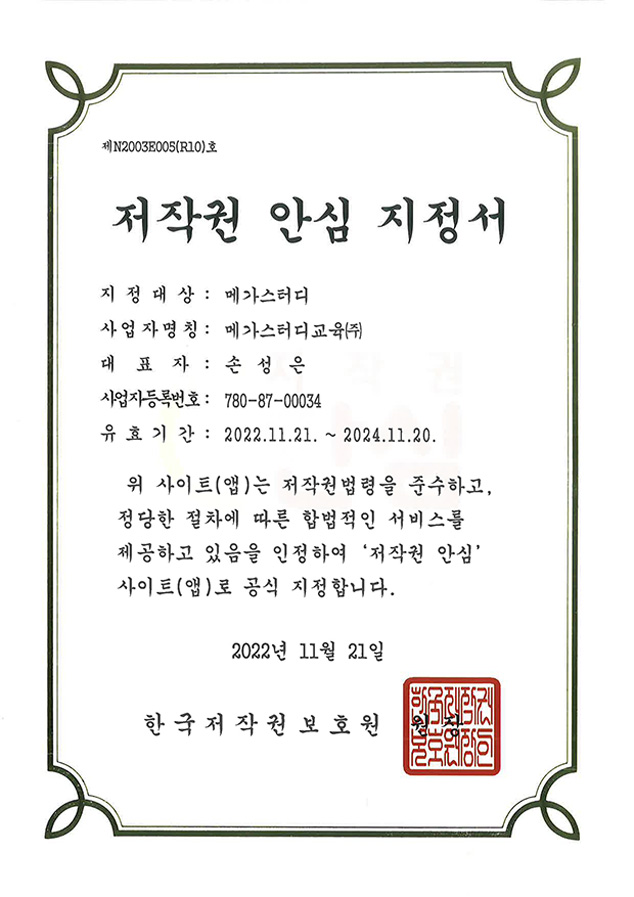 제N2003E005(R10)호
저작권 안심 지정서
지정대상 : 메가스터디
사업자명칭 : 메가스터디교육㈜
대표자 : 손성은
사업자등록번호 : 780-87-00034
유효기간 : 2022.11.21. ~ 2024.11.20.
위 사이트(앱)는 저작권법령을 준수하고,
정당한 절차에 따른 합법적인 서비스를
제공하고 있음을 인정하여 '저작권 안심'
사이트(앱)로 공식 지정합니다.
2022년 11월 21일
한국저작권보호원 원장